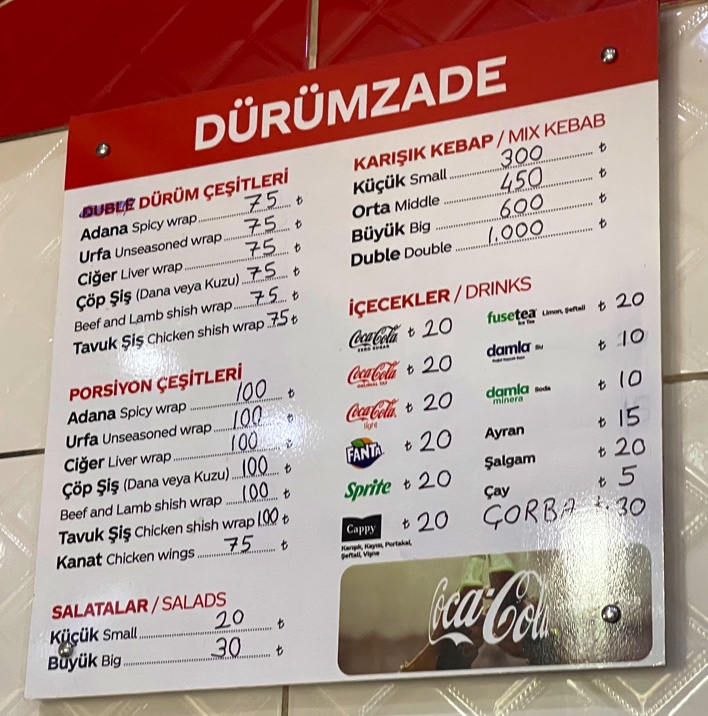 DÜRÜMZADE
DUBLE DÜRÜM ÇEŞİTLERİ
Adana Spicy wrap 75 ₺
Urfa Unseasoned wrap 75 ₺
Ciğer Liver wrap 75 ₺
Çöp Şiş (Dana veya Kuzu) 75 ₺
Beef and Lamb shish wrap 75 ₺
Tavuk Şiş Chicken shish wrap 75 ₺
PORSİYON ÇEŞİTLERİ
Adana Spicy wrap 100 ₺
Urfa Unseasoned wrap 100 ₺
Ciğer Liver wrap 100 ₺
Çöp Şiş (Dana veya Kuzu) 100 ₺
Beef and Lamb shish wrap 100 ₺
Tavuk Şiş Chicken shish wrap 100 ₺
Kanat Chicken wings 75 ₺
SALATALAR / SALADS
Küçük Small 20 ₺
Büyük Big 30 ₺
KARIŞIK KEBAP / MIX KEBAB
Küçük Small 300 ₺
Orta Middle 450 ₺
Büyük Big 600 ₺
Duble Double 1.000 ₺
İÇECEKLER / DRINKS
Coca-Cola ZERO SUGAR ₺ 20
Coca-Cola ₺ 20
Coca-Cola light ₺ 20
FANTA ₺ 20
Sprite ₺ 20
Cappy ₺ 20
Karışık, Kayısı, Portakal,
Şeftali, Vişne
fusetea Ice Tea Limon, Şeftali ₺ 20
damla Su ₺ 10
damla minera Soda ₺ 10
Ayran ₺ 15
Şalgam ₺ 20
Çay ₺ 5
ÇORBA ₺ 30
Coca-Cola